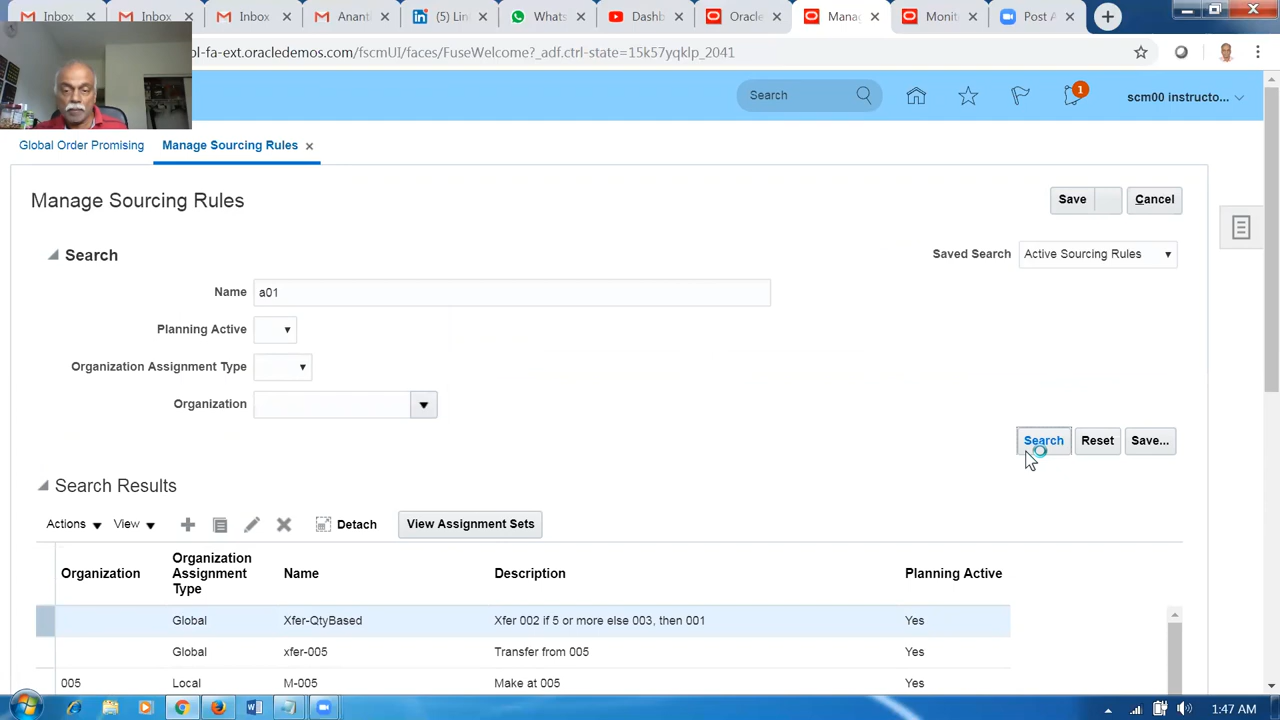 Inbox
Inbox
Inbox
Anant
(5) Lin
What
Dash
Oracl
Mana
Moni
Post A
ol-fa-ext.oracledemos.com/fscmUI/faces/FuseWelcome?_adf.ctrl-state=15k57yqklp_2041
Search
1
scm00 instructo...
Global Order Promising
Manage Sourcing Rules
Manage Sourcing Rules
Save
Cancel
Search
Saved Search
Active Sourcing Rules
Name
a01
Planning Active
Organization Assignment Type
Organization
Search
Reset
Save...
Search Results
Actions
View
Detach
View Assignment Sets
Organization
Organization
Assignment
Type
Name
Description
Planning Active
Global Xfer-QtyBased Xfer 002 if 5 or more else 003, then 001 Yes
Global xfer-005 Transfer from 005 Yes
005 Local M-005 Make at 005 Yes
1:47 AM